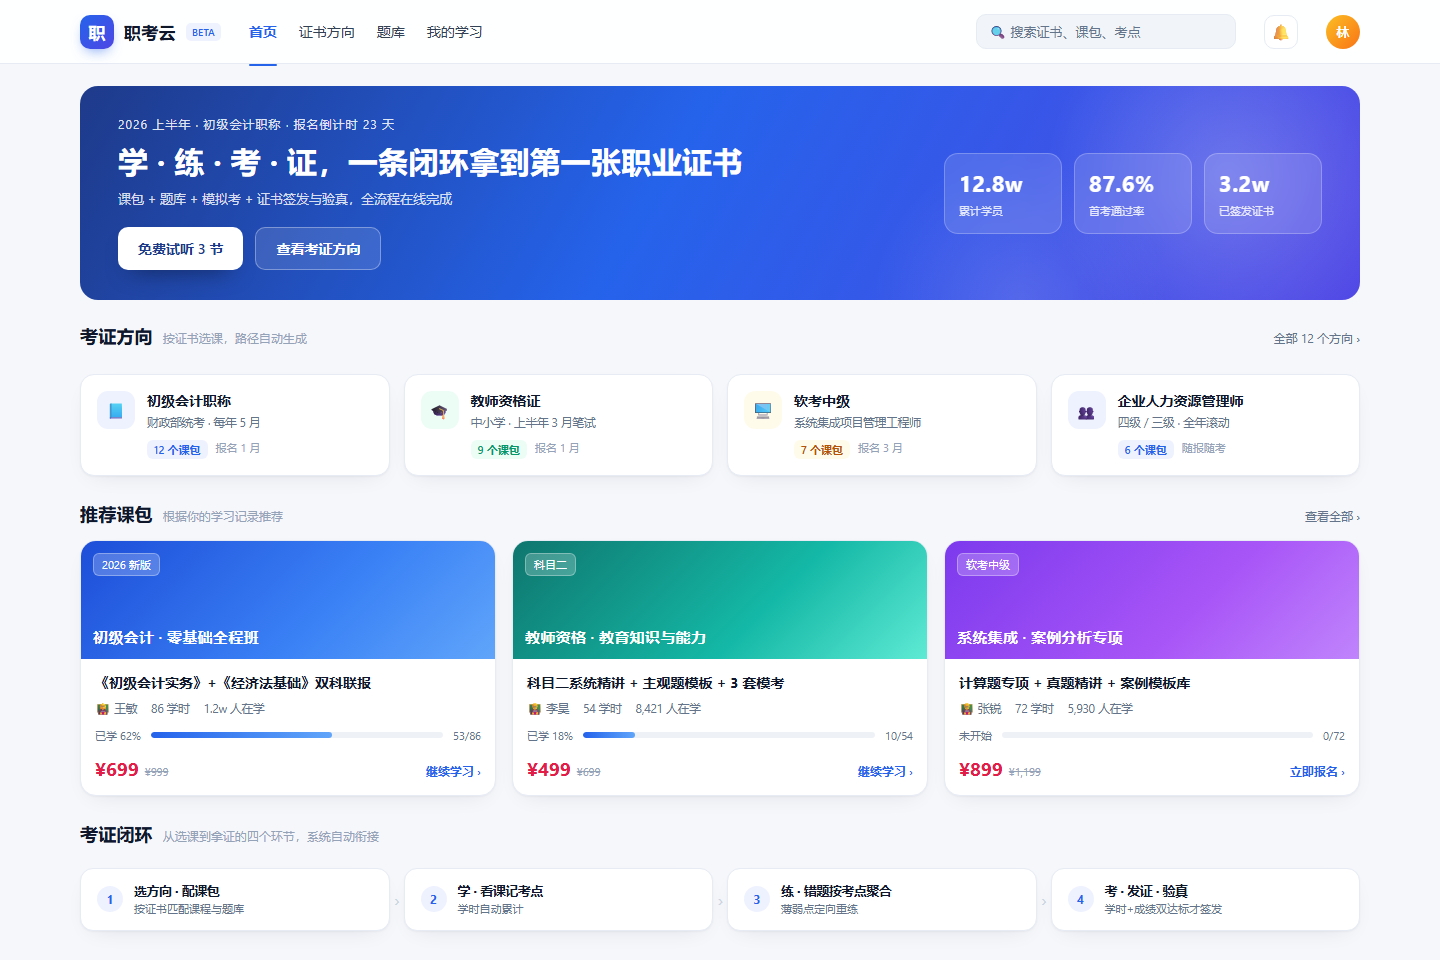 职 职考云 BETA 首页 证书方向 题库 我的学习 搜索证书、课包、考点 林
2026 上半年 · 初级会计职称 · 报名倒计时 23 天
学 · 练 · 考 · 证，一条闭环拿到第一张职业证书
课包 + 题库 + 模拟考 + 证书签发与验真，全流程在线完成
免费试听 3 节 查看考证方向
12.8w 87.6% 3.2w
累计学员 首考通过率 已签发证书
考证方向 按证书选课，路径自动生成 全部 12 个方向 ›
初级会计职称
财政部统考 · 每年 5 月
12 个课包 报名 1 月
教师资格证
中小学 · 上半年 3 月笔试
9 个课包 报名 1 月
软考中级
系统集成项目管理工程师
7 个课包 报名 3 月
企业人力资源管理师
四级 / 三级 · 全年滚动
6 个课包 随报随考
推荐课包 根据你的学习记录推荐 查看全部 ›
2026 新版
初级会计 · 零基础全程班
《初级会计实务》+《经济法基础》双科联报
王敏 86 学时 1.2w 人在学
已学 62% 53/86
¥699 ¥999 继续学习 ›
科目二
教师资格 · 教育知识与能力
科目二系统精讲 + 主观题模板 + 3 套模考
李昊 54 学时 8,421 人在学
已学 18% 10/54
¥499 ¥699 继续学习 ›
软考中级
系统集成 · 案例分析专项
计算题专项 + 真题精讲 + 案例模板库
张锐 72 学时 5,930 人在学
未开始 0/72
¥899 ¥1,199 立即报名 ›
考证闭环 从选课到拿证的四个环节，系统自动衔接
1 选方向 · 配课包
按证书匹配课程与题库
›
2 学 · 看课记考点
学时自动累计
›
3 练 · 错题按考点聚合
薄弱点定向重练
›
4 考 · 发证 · 验真
学时+成绩双达标才签发